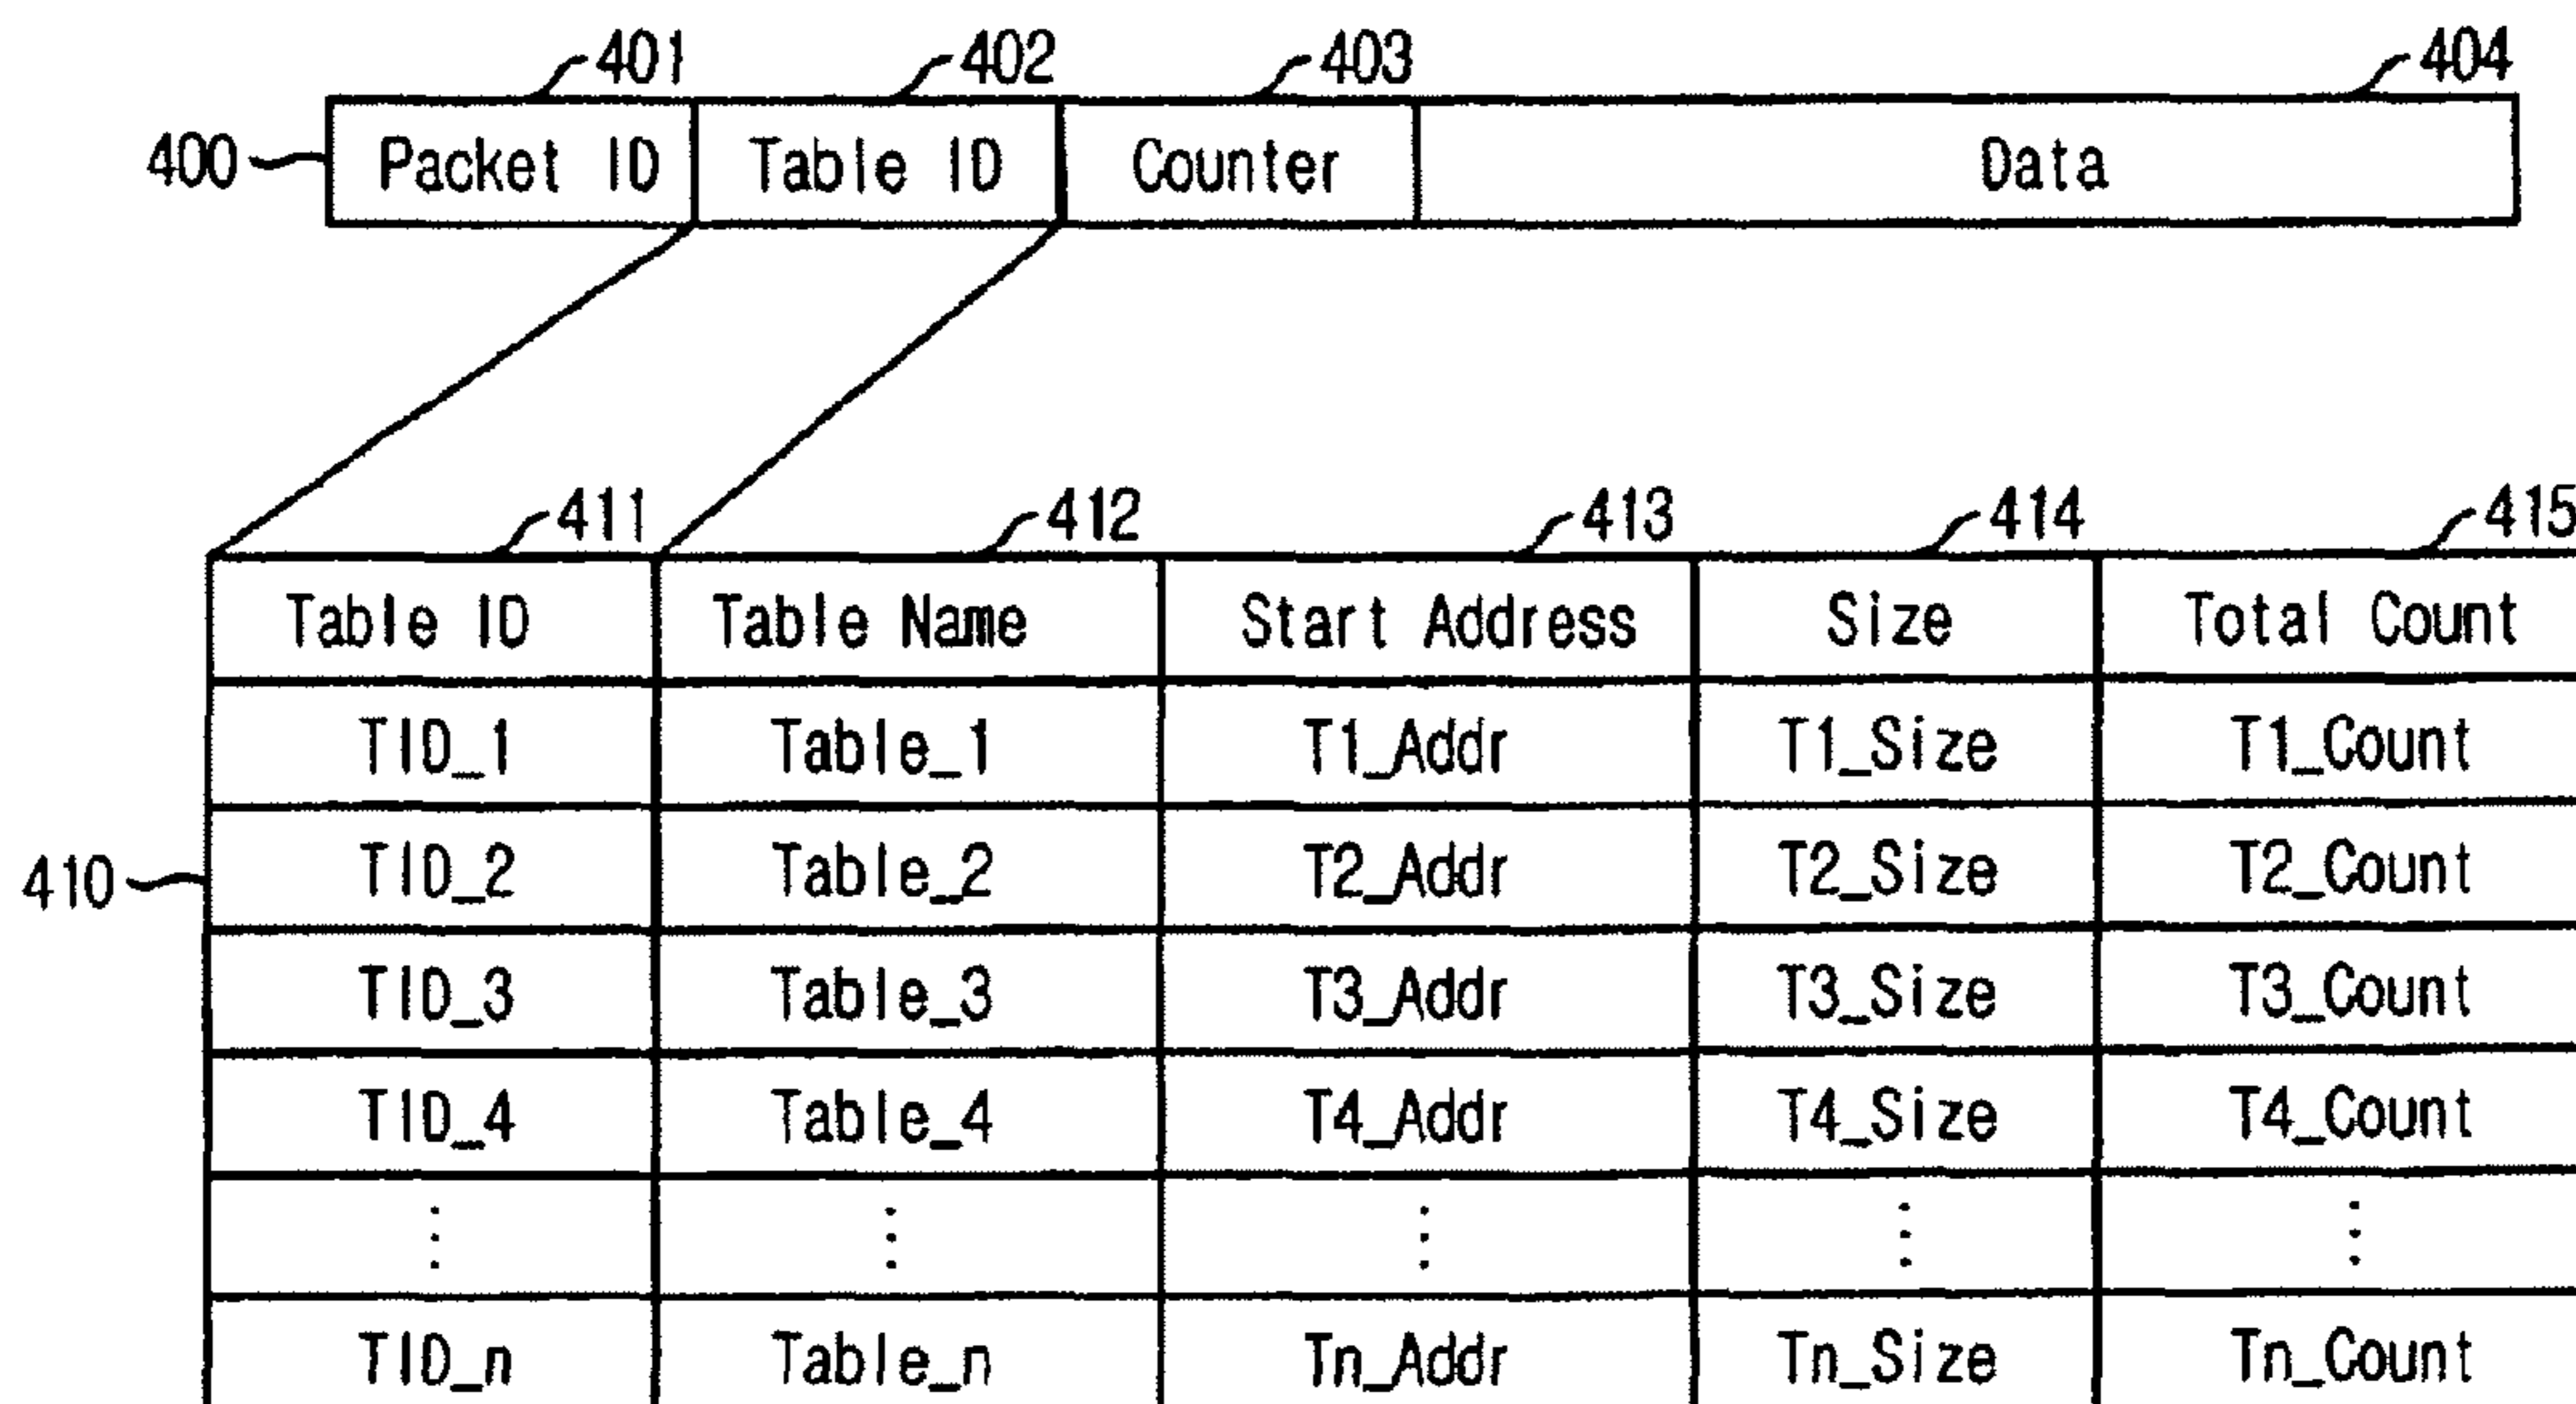 401 402 403 404
400 Packet ID Table ID Counter Data
411 412 413 414 415
Table ID Table Name Start Address Size Total Count
TID_1 Table_1 T1_Addr T1_Size T1_Count
410 TID_2 Table_2 T2_Addr T2_Size T2_Count
TID_3 Table_3 T3_Addr T3_Size T3_Count
TID_4 Table_4 T4_Addr T4_Size T4_Count
⋮ ⋮ ⋮ ⋮ ⋮
TID_n Table_n Tn_Addr Tn_Size Tn_Count